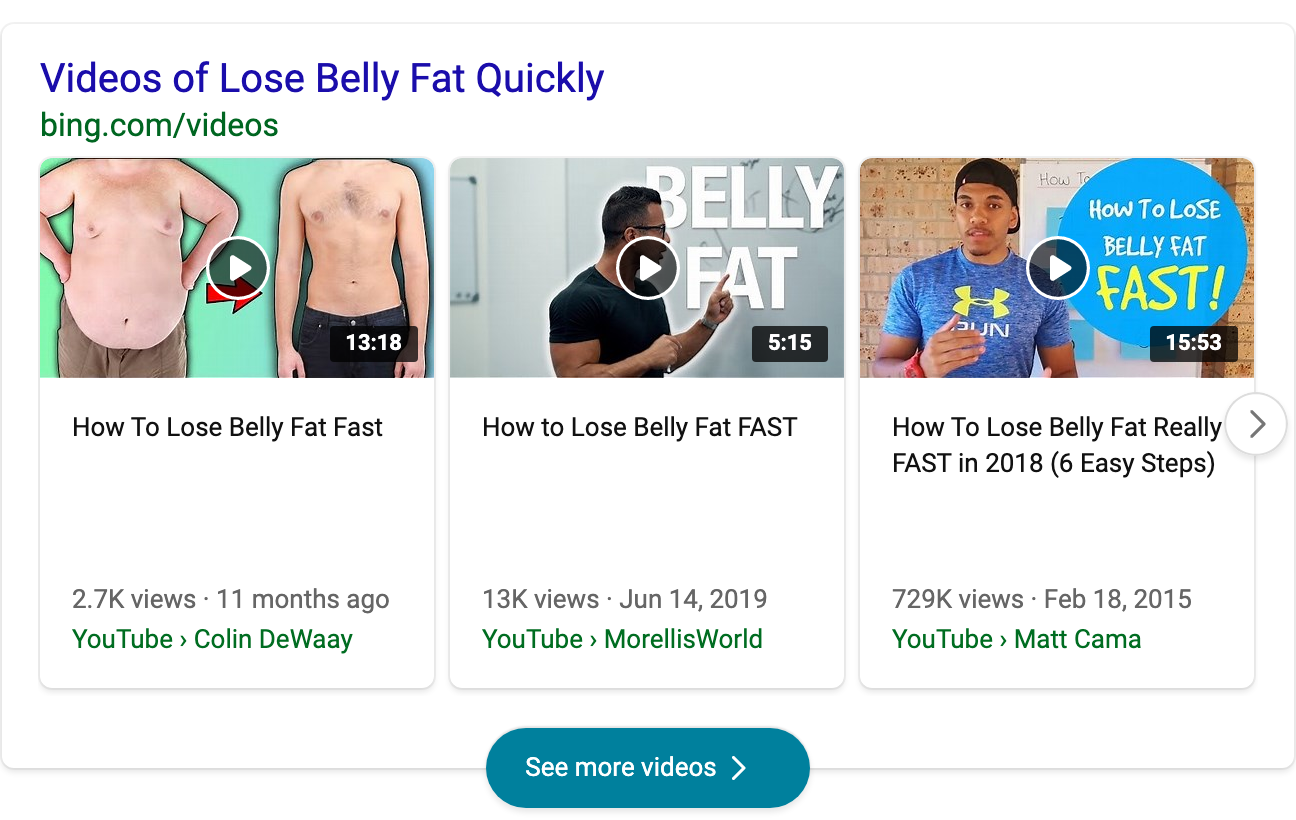 Videos of Lose Belly Fat Quickly
bing.com/videos
13:18
BELLY
FAT
5:15
How To
HOW TO LOSE
BELLY FAT
FAST!
RUN
15:53
How To Lose Belly Fat Fast
2.7K views · 11 months ago
YouTube › Colin DeWaay
How to Lose Belly Fat FAST
13K views · Jun 14, 2019
YouTube › MorellisWorld
How To Lose Belly Fat Really
FAST in 2018 (6 Easy Steps)
729K views · Feb 18, 2015
YouTube › Matt Cama
See more videos